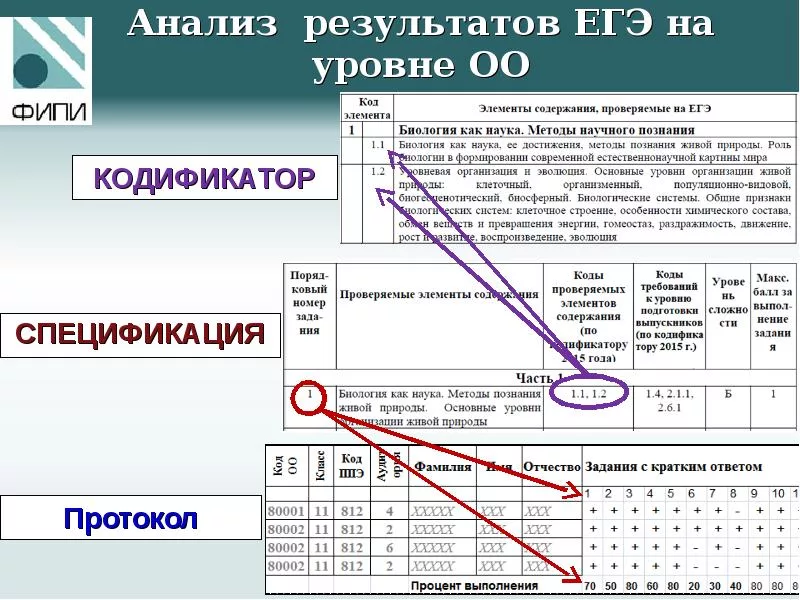 Анализ результатов ЕГЭ на
уровне ОО
ФИПИ
КОДИФИКАТОР
Код элемента Элементы содержания, проверяемые на ЕГЭ
1 Биология как наука. Методы научного познания
1.1 Биология как наука, ее достижения, методы познания живой природы. Роль
биологии в формировании современной естественнонаучной картины мира
1.2 Уровневая организация и эволюция. Основные уровни организации живой
природы: клеточный, организменный, популяционно-видовой,
биогеоценотический, биосферный. Биологические системы. Общие признаки
биологических систем: клеточное строение, особенности химического состава,
обмен веществ и превращения энергии, гомеостаз, раздражимость, движение,
рост и развитие, воспроизведение, эволюция
СПЕЦИФИКАЦИЯ
Поряд-
ковый
номер
зада-
ния
Проверяемые элементы содержания
Коды
проверяемых
элементов
содержания
(по
кодификатору
2015 года)
Коды
требований
к уровню
подготовки
выпускников
(по кодифика
тору 2015 г.)
Урове
нь
сложно
сти
Макс.
балл за
выпол-
нение
задани
я
Часть 1
1 Биология как наука. Методы познания 1.1, 1.2 1.4, 2.1.1, Б 1
живой природы. Основные уровни 2.6.1
организации живой природы
Протокол
Код ОО Класс Код ППЭ Аудитория Фамилия Имя Отчество Задания с кратким ответом
1 2 3 4 5 6 7 8 9 10 1
80001 11 812 4 XXXXX XXX XXX + + + + + + + - + +
80002 11 812 2 XXXXX XXX XXX + + + + + + + + + +
80002 11 812 6 XXXXX XXX XXX + + + + + - + - + +
80002 11 812 2 XXXXX XXX XXX + + + + + + - - + +
Процент выполнения 70 50 80 60 80 20 30 40 80 80 8